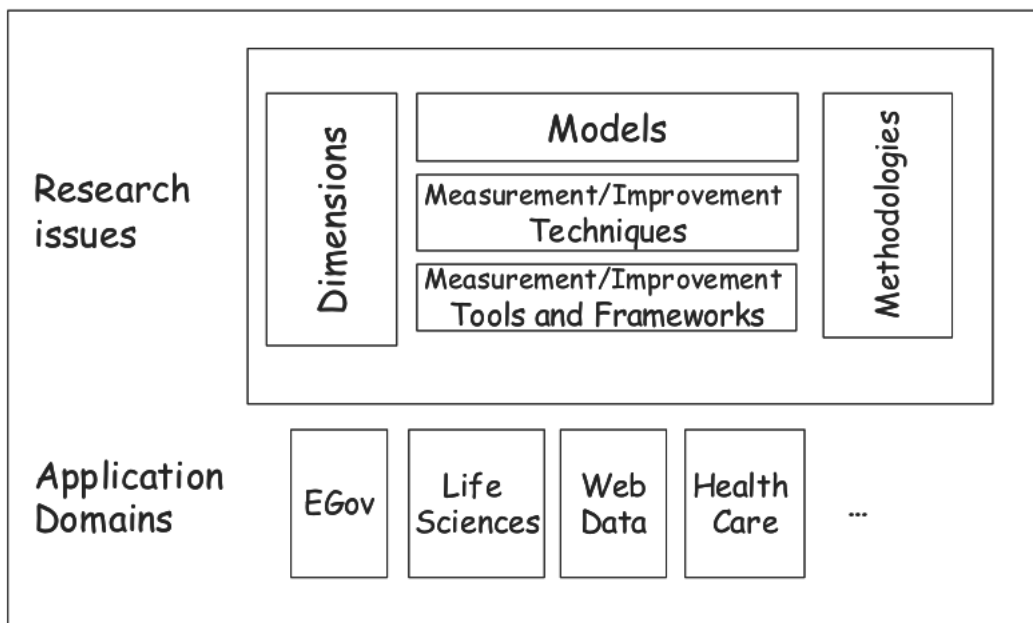 Research
issues
Dimensions
Models
Measurement/Improvement
Techniques
Measurement/Improvement
Tools and Frameworks
Methodologies
Application
Domains
EGov
Life
Sciences
Web
Data
Health
Care
...